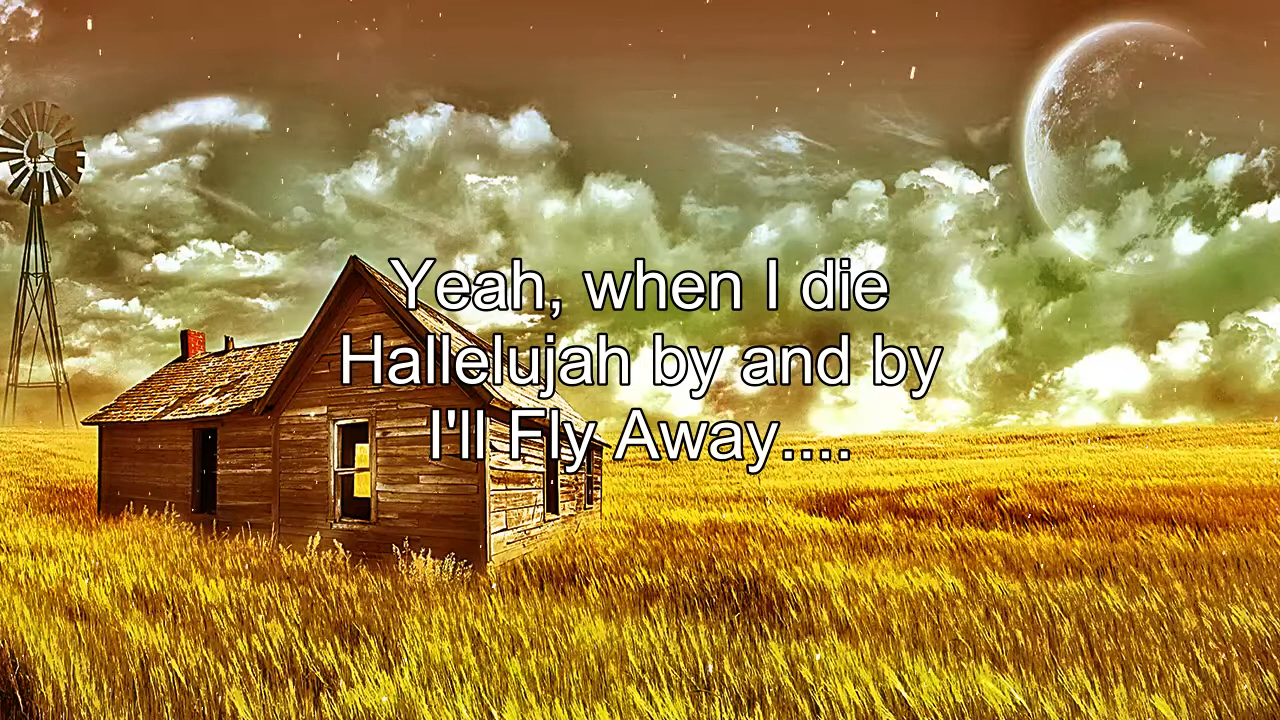 Yeah, when I die
Hallelujah by and by
I'll Fly Away....